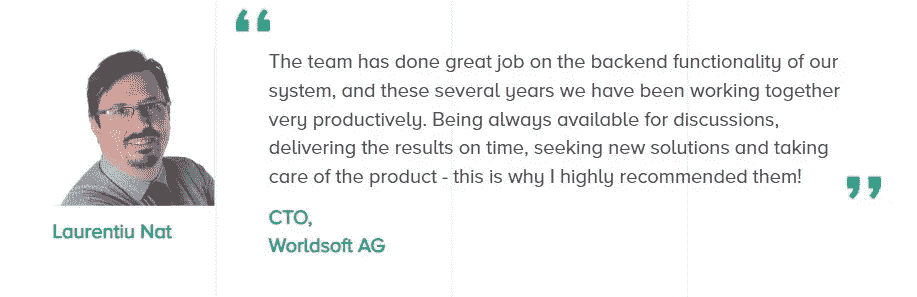 “
The team has done great job on the backend functionality of our
system, and these several years we have been working together
very productively. Being always available for discussions,
delivering the results on time, seeking new solutions and taking
care of the product - this is why I highly recommended them!
”
Laurentiu Nat
CTO,
Worldsoft AG